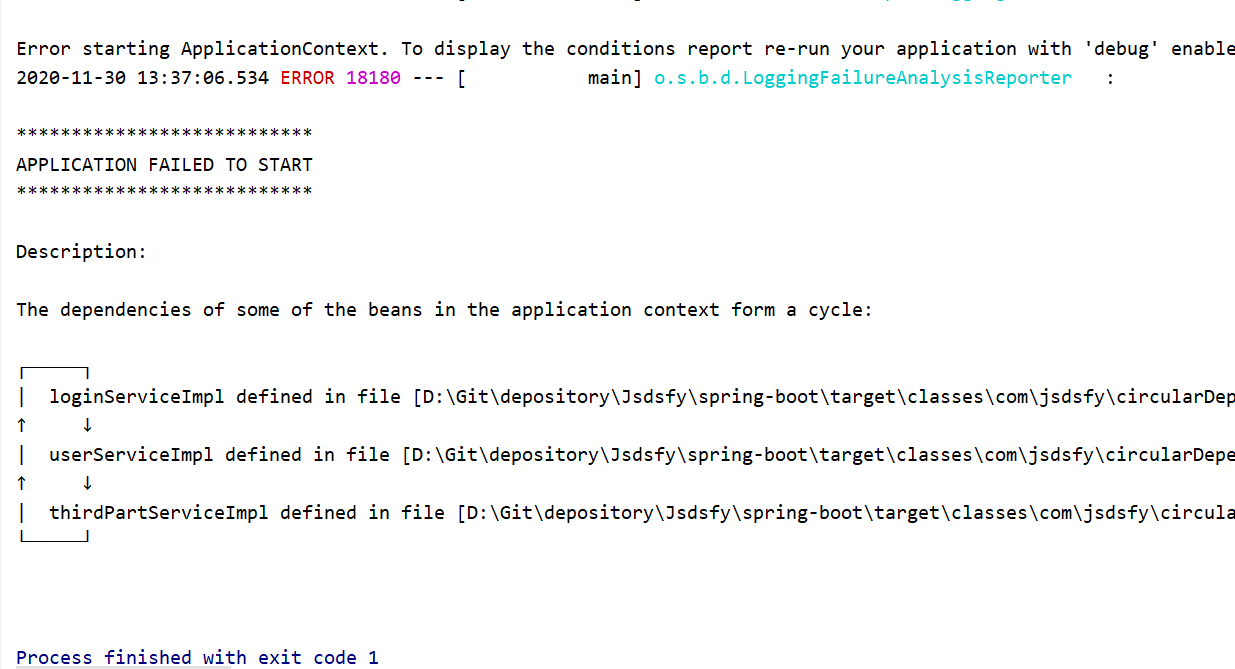 Error starting ApplicationContext. To display the conditions report re-run your application with 'debug' enable
2020-11-30 13:37:06.534 ERROR 18180 --- [           main] o.s.b.d.LoggingFailureAnalysisReporter   :
***************************
APPLICATION FAILED TO START
***************************
Description:
The dependencies of some of the beans in the application context form a cycle:
┌─────┐
|  loginServiceImpl defined in file [D:\Git\depository\Jsdsfy\spring-boot\target\classes\com\jsdsfy\circularDep
↑     ↓
|  userServiceImpl defined in file [D:\Git\depository\Jsdsfy\spring-boot\target\classes\com\jsdsfy\circularDepe
↑     ↓
|  thirdPartServiceImpl defined in file [D:\Git\depository\Jsdsfy\spring-boot\target\classes\com\jsdsfy\circula
└─────┘
Process finished with exit code 1